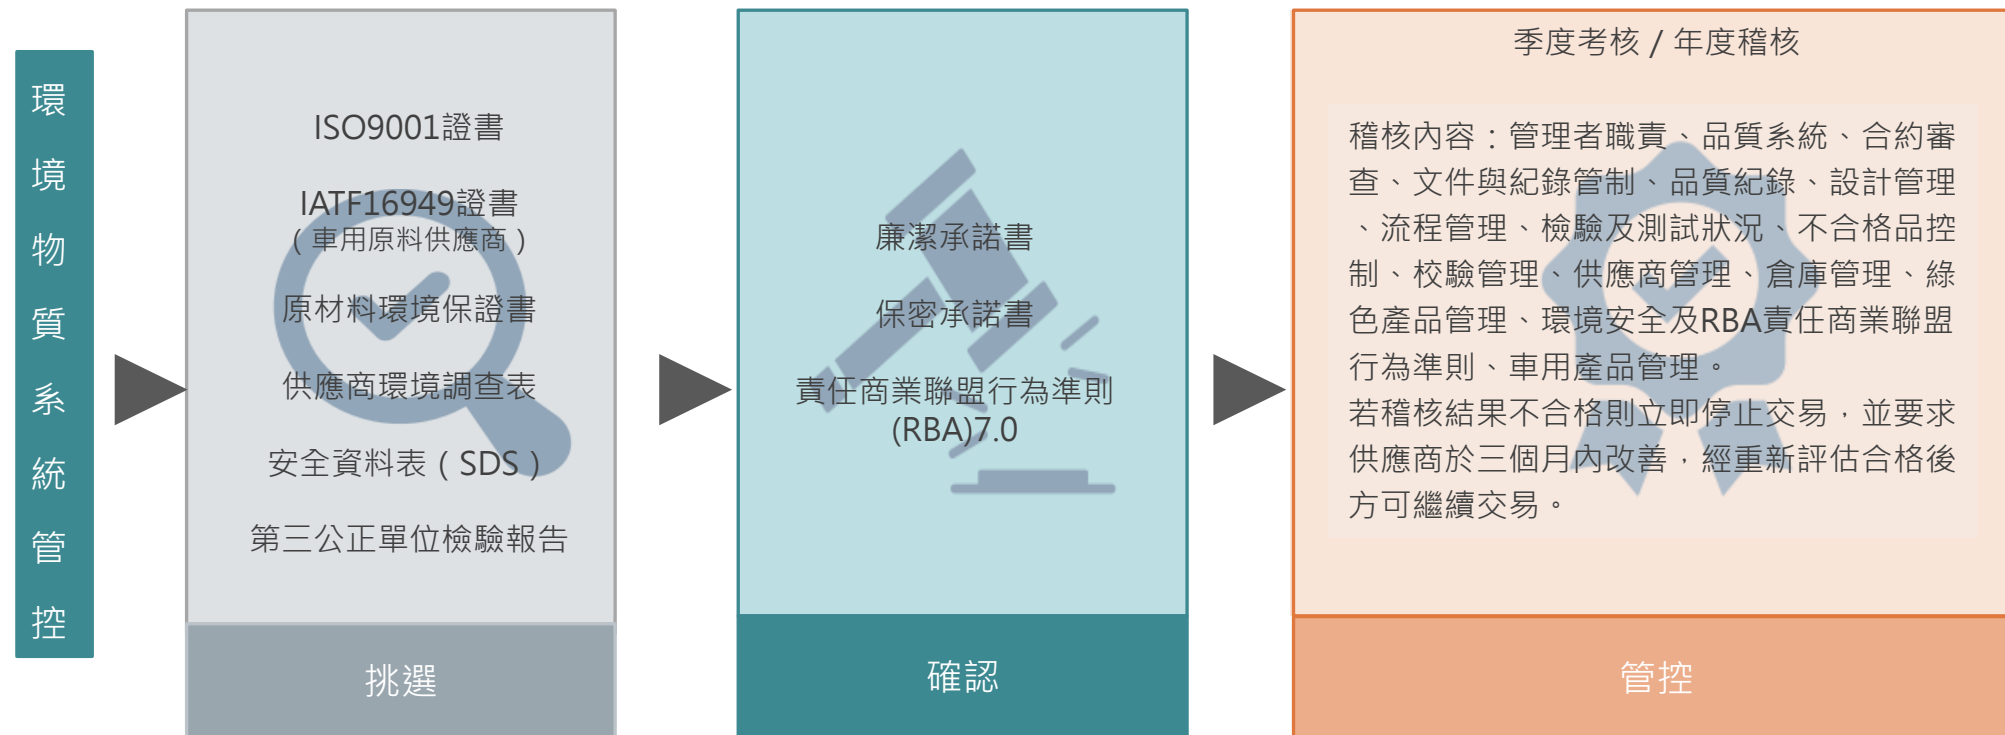 環境物質系統管控
ISO9001證書
IATF16949證書
（車用原料供應商）
原材料環境保證書
供應商環境調查表
安全資料表（SDS）
第三公正單位檢驗報告
挑選
廉潔承諾書
保密承諾書
責任商業聯盟行為準則
(RBA)7.0
確認
季度考核 / 年度稽核
稽核內容：管理者職責、品質系統、合約審
查、文件與紀錄管制、品質紀錄、設計管理
、流程管理、檢驗及測試狀況、不合格品控
制、校驗管理、供應商管理、倉庫管理、綠
色產品管理、環境安全及RBA責任商業聯盟
行為準則、車用產品管理。
若稽核結果不合格則立即停止交易，並要求
供應商於三個月內改善，經重新評估合格後
方可繼續交易。
管控